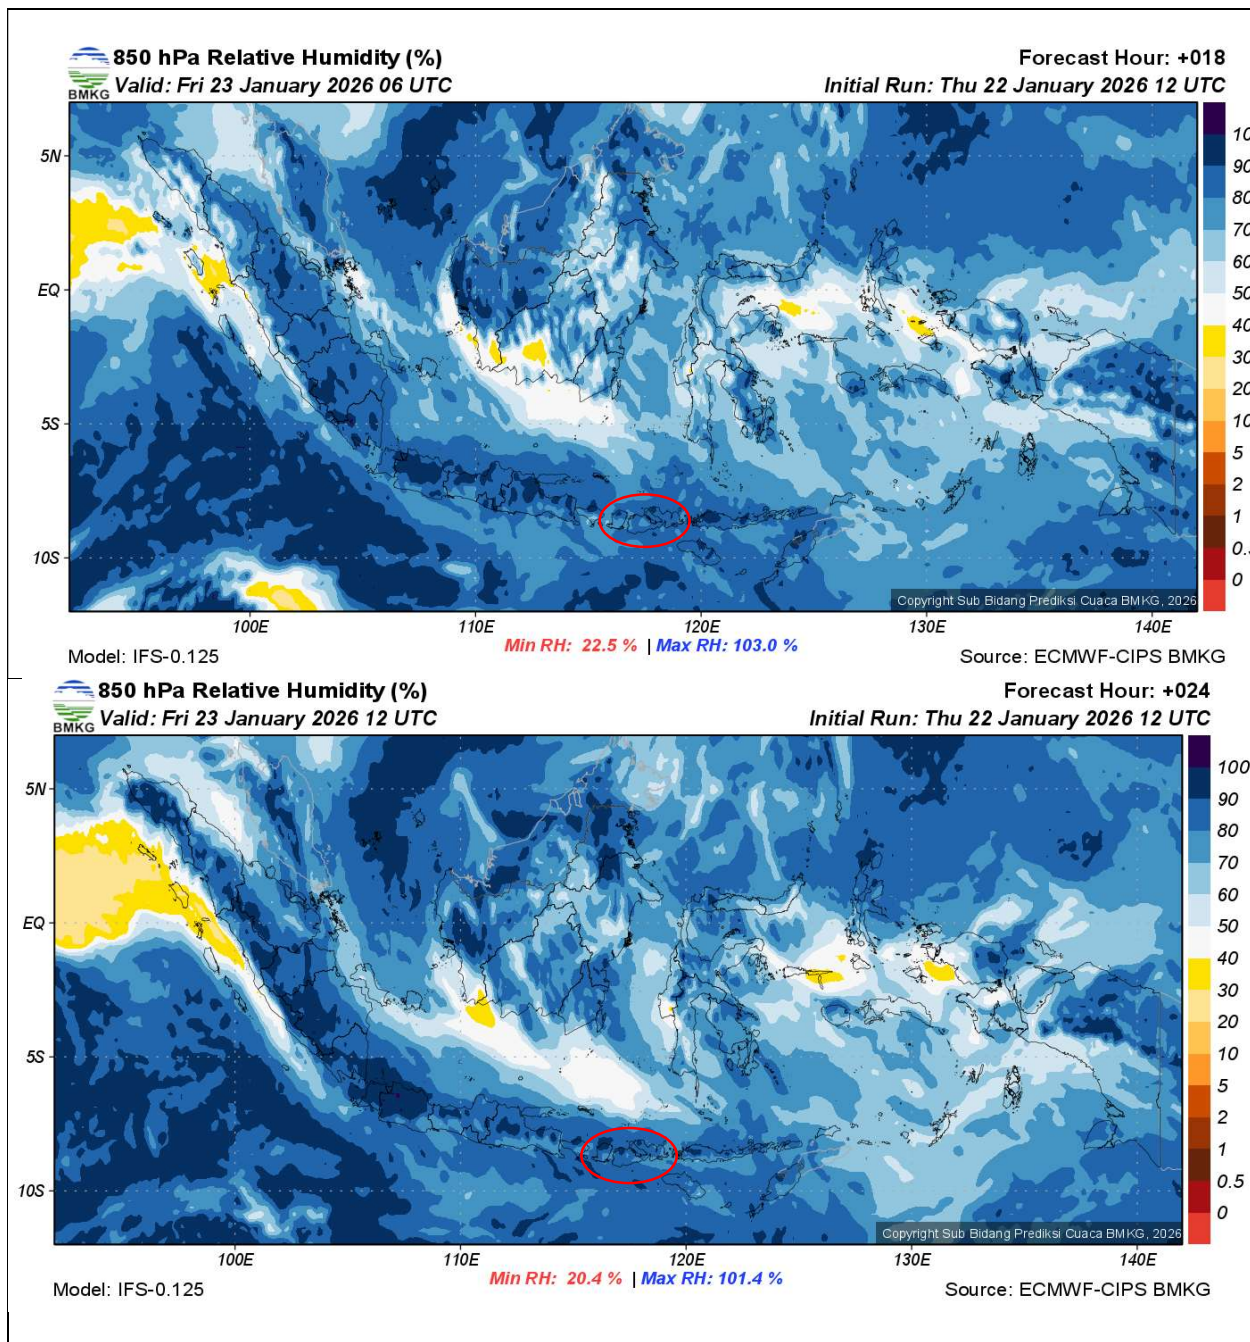 850 hPa Relative Humidity (%)
Forecast Hour: +018
BMKG
Valid: Fri 23 January 2026 06 UTC
Initial Run: Thu 22 January 2026 12 UTC
5N
EQ
5S
10S
10
90
80
70
60
50
40
30
20
10
5
2
1
0.5
0
Copyright Sub Bidang Prediksi Cuaca BMKG, 2026
100E
110E
120E
130E
140E
Min RH: 22.5 % | Max RH: 103.0 %
Model: IFS-0.125
Source: ECMWF-CIPS BMKG
850 hPa Relative Humidity (%)
Forecast Hour: +024
BMKG
Valid: Fri 23 January 2026 12 UTC
Initial Run: Thu 22 January 2026 12 UTC
5N
EQ
5S
10S
100
90
80
70
60
50
40
30
20
10
5
2
1
0.5
0
Copyright Sub Bidang Prediksi Cuaca BMKG, 2026
100E
110E
120E
130E
140E
Min RH: 20.4 % | Max RH: 101.4 %
Model: IFS-0.125
Source: ECMWF-CIPS BMKG